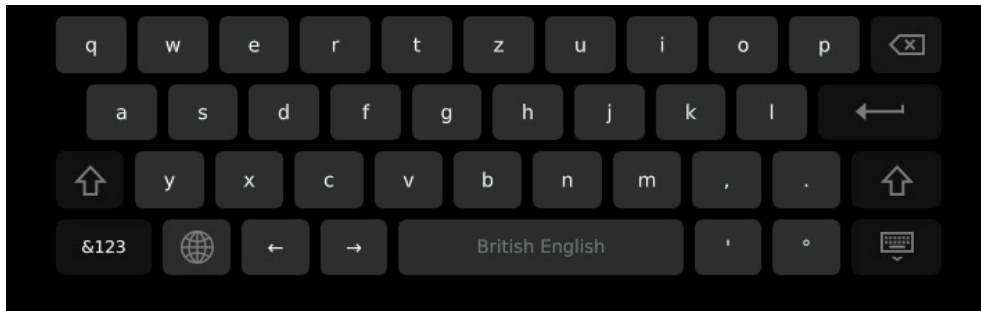 q w e r t z u i o p
a s d f g h j k l
y x c v b n m , .
&123 ← → British English ' °